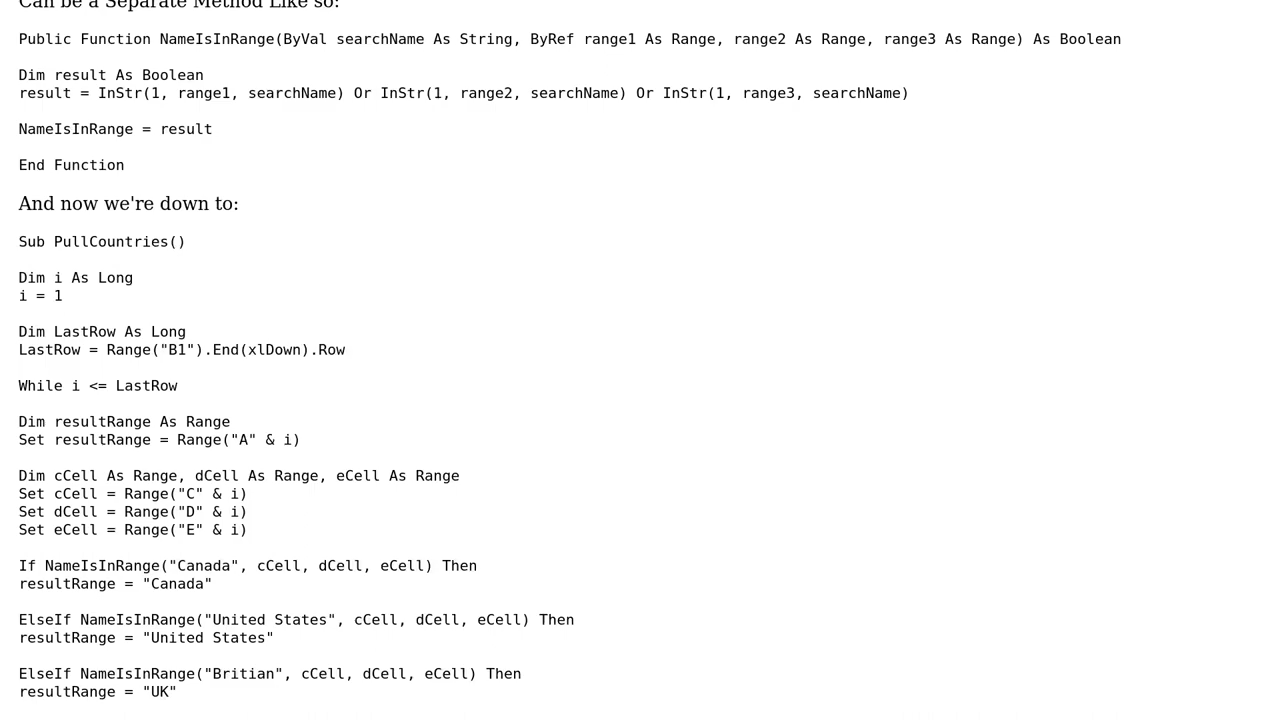 Can be a Separate Method Like so:
Public Function NameIsInRange(ByVal searchName As String, ByRef range1 As Range, range2 As Range, range3 As Range) As Boolean
Dim result As Boolean
result = InStr(1, range1, searchName) Or InStr(1, range2, searchName) Or InStr(1, range3, searchName)
NameIsInRange = result
End Function
And now we're down to:
Sub PullCountries()
Dim i As Long
i = 1
Dim LastRow As Long
LastRow = Range("B1").End(xlDown).Row
While i <= LastRow
Dim resultRange As Range
Set resultRange = Range("A" & i)
Dim cCell As Range, dCell As Range, eCell As Range
Set cCell = Range("C" & i)
Set dCell = Range("D" & i)
Set eCell = Range("E" & i)
If NameIsInRange("Canada", cCell, dCell, eCell) Then
resultRange = "Canada"
ElseIf NameIsInRange("United States", cCell, dCell, eCell) Then
resultRange = "United States"
ElseIf NameIsInRange("Britian", cCell, dCell, eCell) Then
resultRange = "UK"